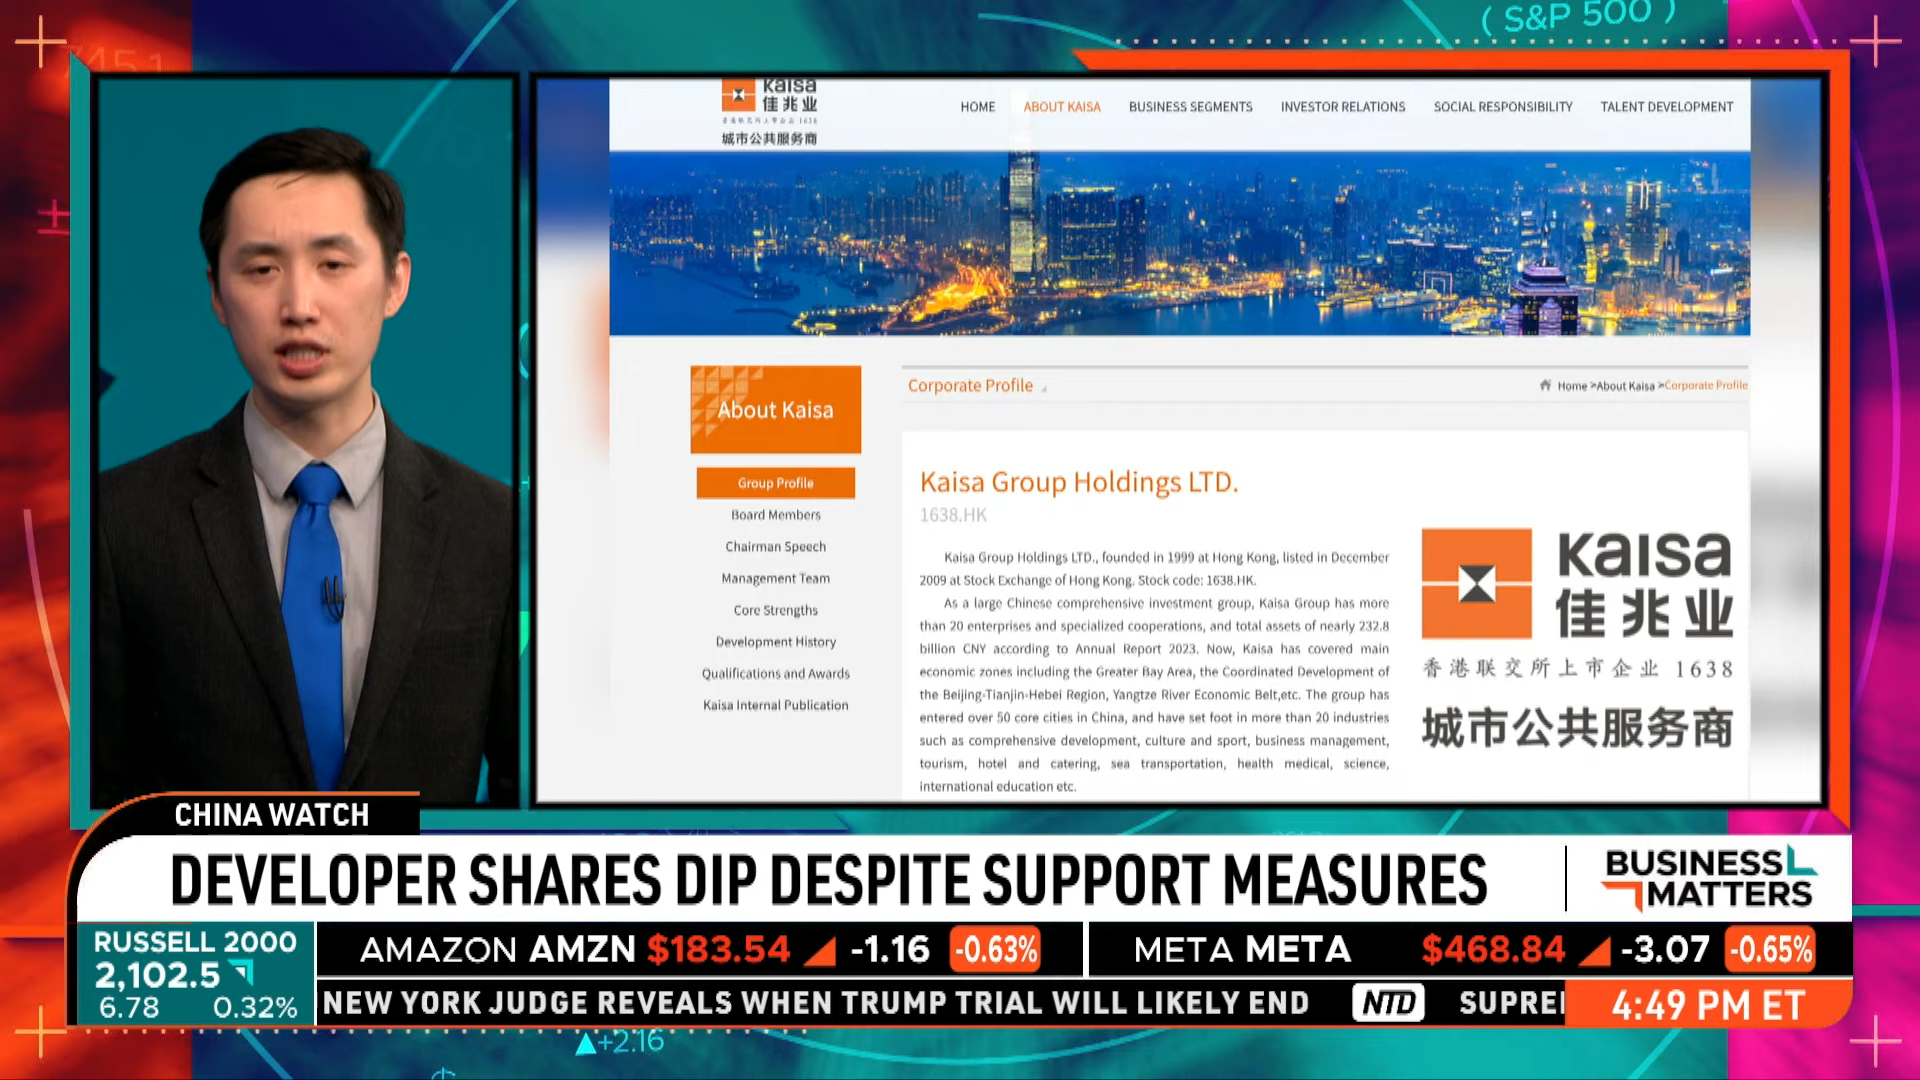 ( S&P 500 )
7451
kaisa
佳兆业
香港联交所上市企业 1638
城市公共服务商
HOME ABOUT KAISA BUSINESS SEGMENTS INVESTOR RELATIONS SOCIAL RESPONSIBILITY TALENT DEVELOPMENT
About Kaisa
Group Profile
Board Members
Chairman Speech
Management Team
Core Strengths
Development History
Qualifications and Awards
Kaisa Internal Publication
Corporate Profile
Home >About Kaisa >Corporate Profile
Kaisa Group Holdings LTD.
1638.HK
Kaisa Group Holdings LTD., founded in 1999 at Hong Kong, listed in December
2009 at Stock Exchange of Hong Kong. Stock code: 1638.HK.
As a large Chinese comprehensive investment group, Kaisa Group has more
than 20 enterprises and specialized cooperations, and total assets of nearly 232.8
billion CNY according to Annual Report 2023. Now, Kaisa has covered main
economic zones including the Greater Bay Area, the Coordinated Development of
the Beijing-Tianjin-Hebei Region, Yangtze River Economic Belt,etc. The group has
entered over 50 core cities in China, and have set foot in more than 20 industries
such as comprehensive development, culture and sport, business management,
tourism, hotel and catering, sea transportation, health medical, science,
international education etc.
kaisa
佳兆业
香港联交所上市企业 1638
城市公共服务商
CHINA WATCH
DEVELOPER SHARES DIP DESPITE SUPPORT MEASURES
BUSINESS
MATTERS
RUSSELL 2000
2,102.5
6.78 0.32%
AMAZON AMZN $183.54 -1.16 -0.63%
META META $468.84 -3.07 -0.65%
NEW YORK JUDGE REVEALS WHEN TRUMP TRIAL WILL LIKELY END NTD SUPRE
4:49 PM ET
+2.16